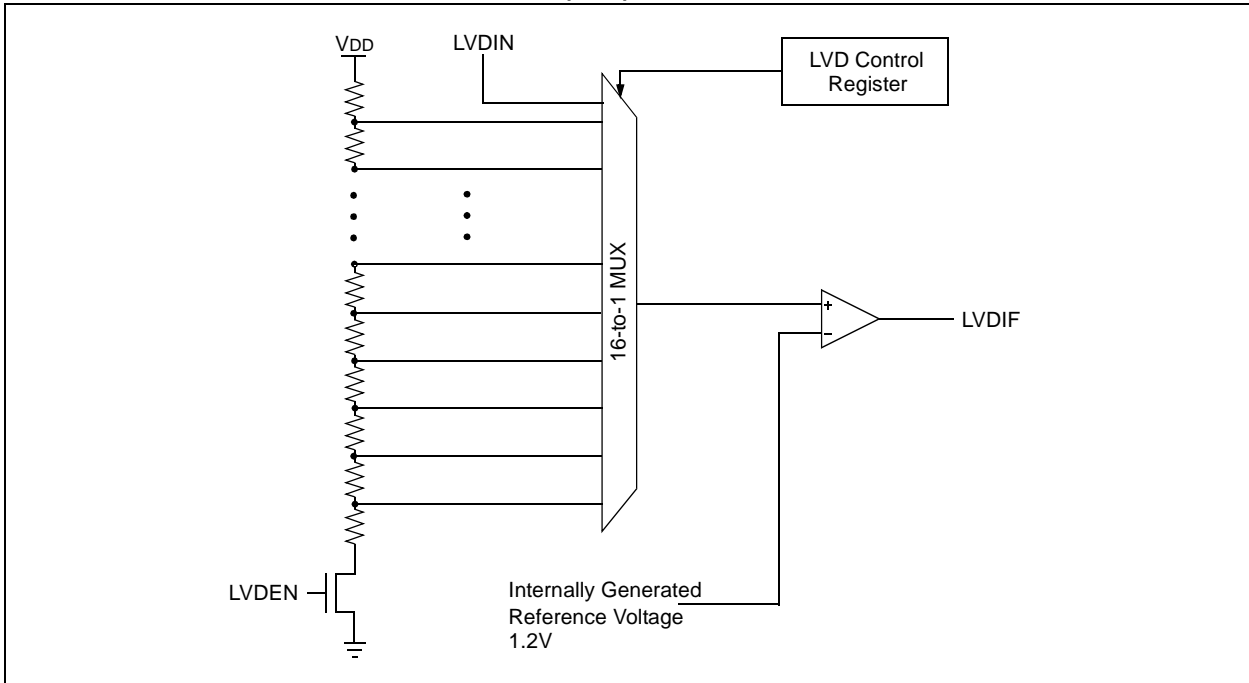 VDD
LVDIN
LVD Control
Register
16-to-1 MUX
+
−
LVDIF
LVDEN
Internally Generated
Reference Voltage
1.2V